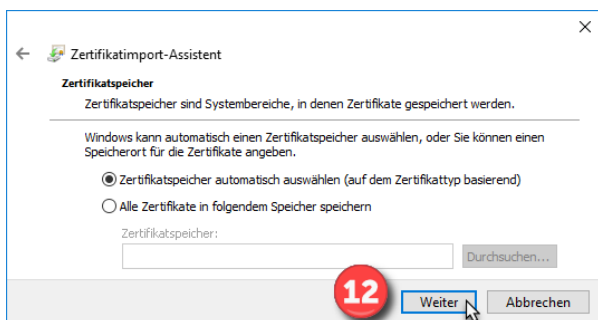 Zertifikatimport-Assistent
Zertifikatspeicher
Zertifikatspeicher sind Systembereiche, in denen Zertifikate gespeichert werden.
Windows kann automatisch einen Zertifikatspeicher auswählen, oder Sie können einen
Speicherort für die Zertifikate angeben.
Zertifikatspeicher automatisch auswählen (auf dem Zertifikattyp basierend)
Alle Zertifikate in folgendem Speicher speichern
Zertifikatspeicher:
Durchsuchen...
12
Weiter
Abbrechen